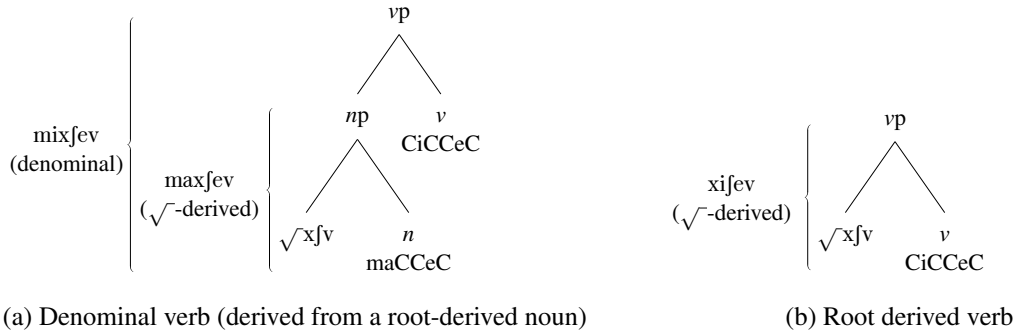 vp
np
v
CiCCeC
mixʃev
(denominal)
maxʃev
(√-derived)
√xʃv
n
maCCeC
(a) Denominal verb (derived from a root-derived noun)
vp
xiʃev
(√-derived)
√xʃv
v
CiCCeC
(b) Root derived verb